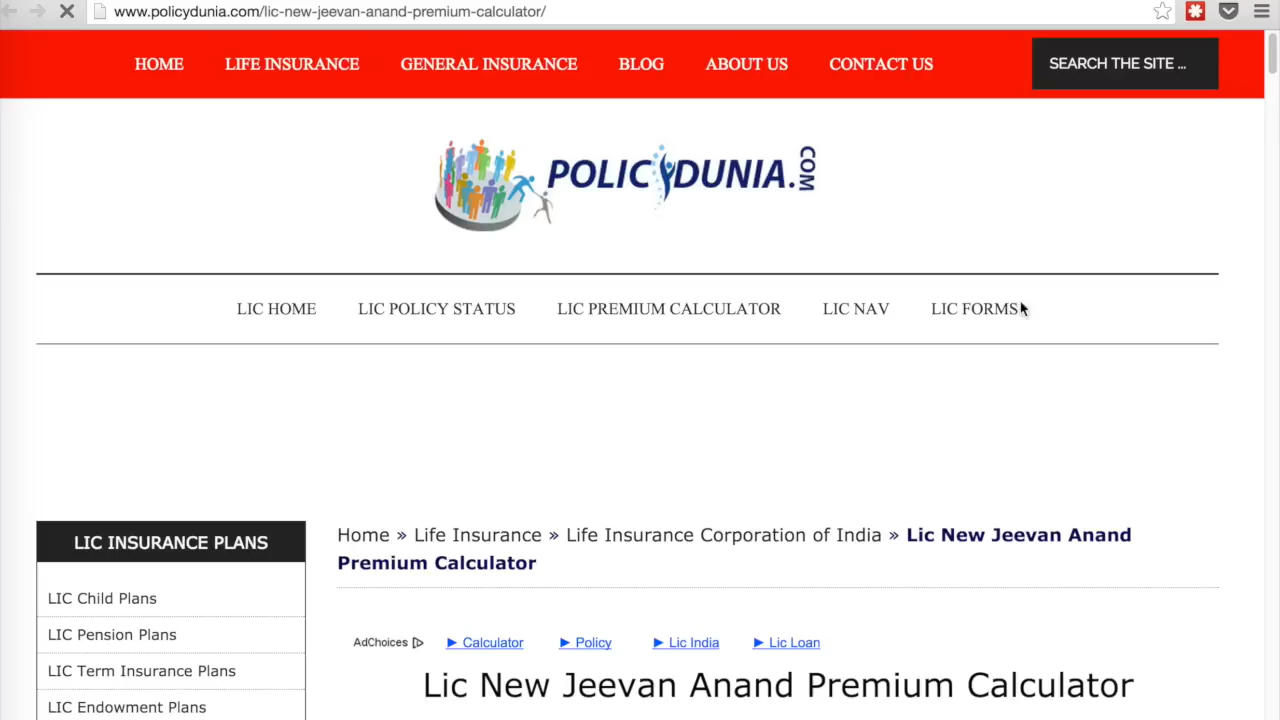 www.policydunia.com/lic-new-jeevan-anand-premium-calculator/
HOME LIFE INSURANCE GENERAL INSURANCE BLOG ABOUT US CONTACT US SEARCH THE SITE ...
POLICYDUNIA.COM
LIC HOME LIC POLICY STATUS LIC PREMIUM CALCULATOR LIC NAV LIC FORMS
LIC INSURANCE PLANS
LIC Child Plans
LIC Pension Plans
LIC Term Insurance Plans
LIC Endowment Plans
Home » Life Insurance » Life Insurance Corporation of India » Lic New Jeevan Anand
Premium Calculator
AdChoices ► Calculator ► Policy ► Lic India ► Lic Loan
Lic New Jeevan Anand Premium Calculator